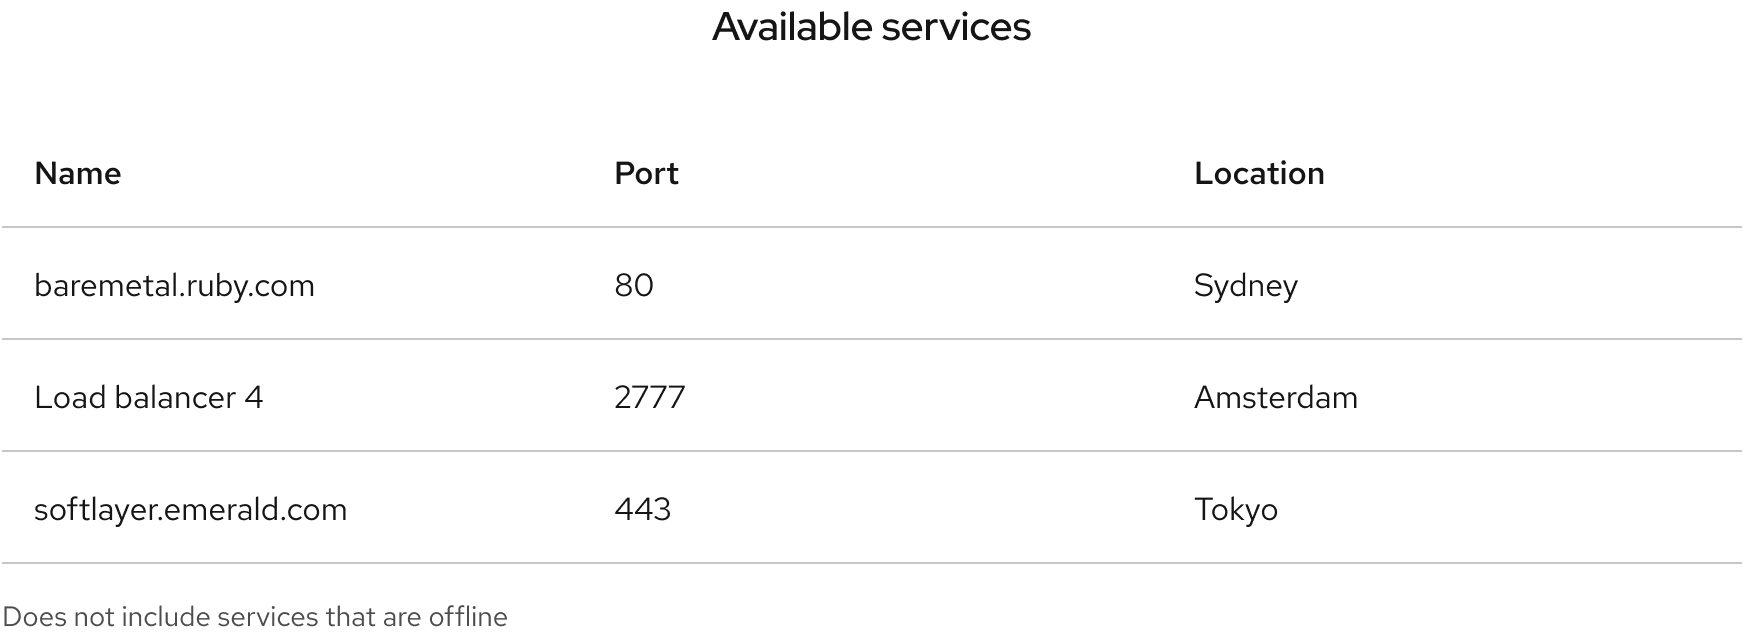 Available services
Name Port Location
baremetal.ruby.com 80 Sydney
Load balancer 4 2777 Amsterdam
softlayer.emerald.com 443 Tokyo
Does not include services that are offline